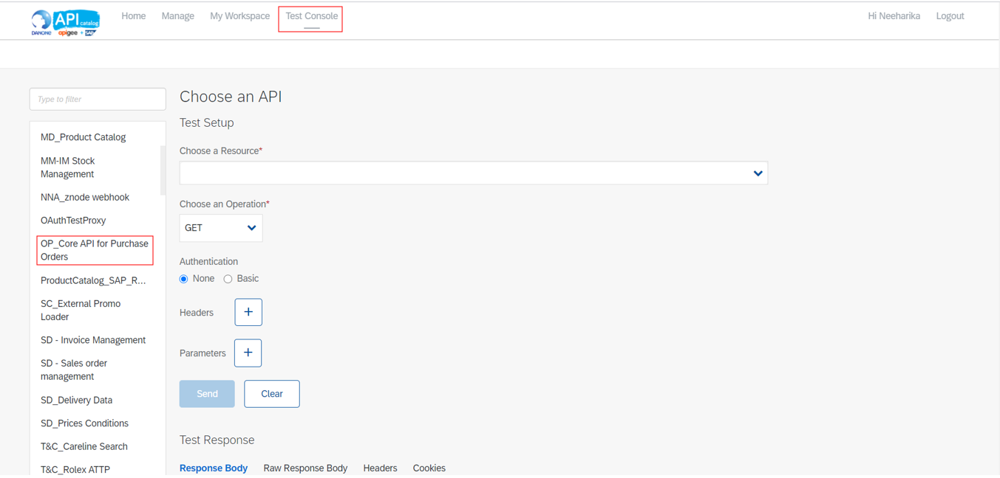 DANONE
API catalog
apigee + SAP
Home Manage My Workspace Test Console Hi Neeharika Logout
Type to filter
MD_Product Catalog
MM-IM Stock
Management
NNA_znode webhook
OAuthTestProxy
OP_Core API for Purchase
Orders
ProductCatalog_SAP_R...
SC_External Promo
Loader
SD - Invoice Management
SD - Sales order
management
SD_Delivery Data
SD_Prices Conditions
T&C_Careline Search
T&C_Rolex ATTP
Choose an API
Test Setup
Choose a Resource*
Choose an Operation*
GET
Authentication
None Basic
Headers +
Parameters +
Send Clear
Test Response
Response Body Raw Response Body Headers Cookies